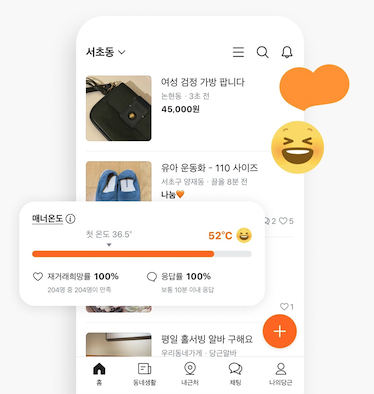 서초동
여성 검정 가방 팝니다
논현동 · 3초 전
45,000원
유아 운동화 - 110 사이즈
서초구 양재동 · 끌올 8분 전
나눔🧡
2 5
매너온도
첫 온도 36.5°
52°C
재거래희망률 100%
204명 중 204명이 만족
응답률 100%
보통 10분 이내 응답
1
평일 홀서빙 알바 구해요
우리동네가게 · 당근알바
홈
동네생활
내근처
채팅
나의당근